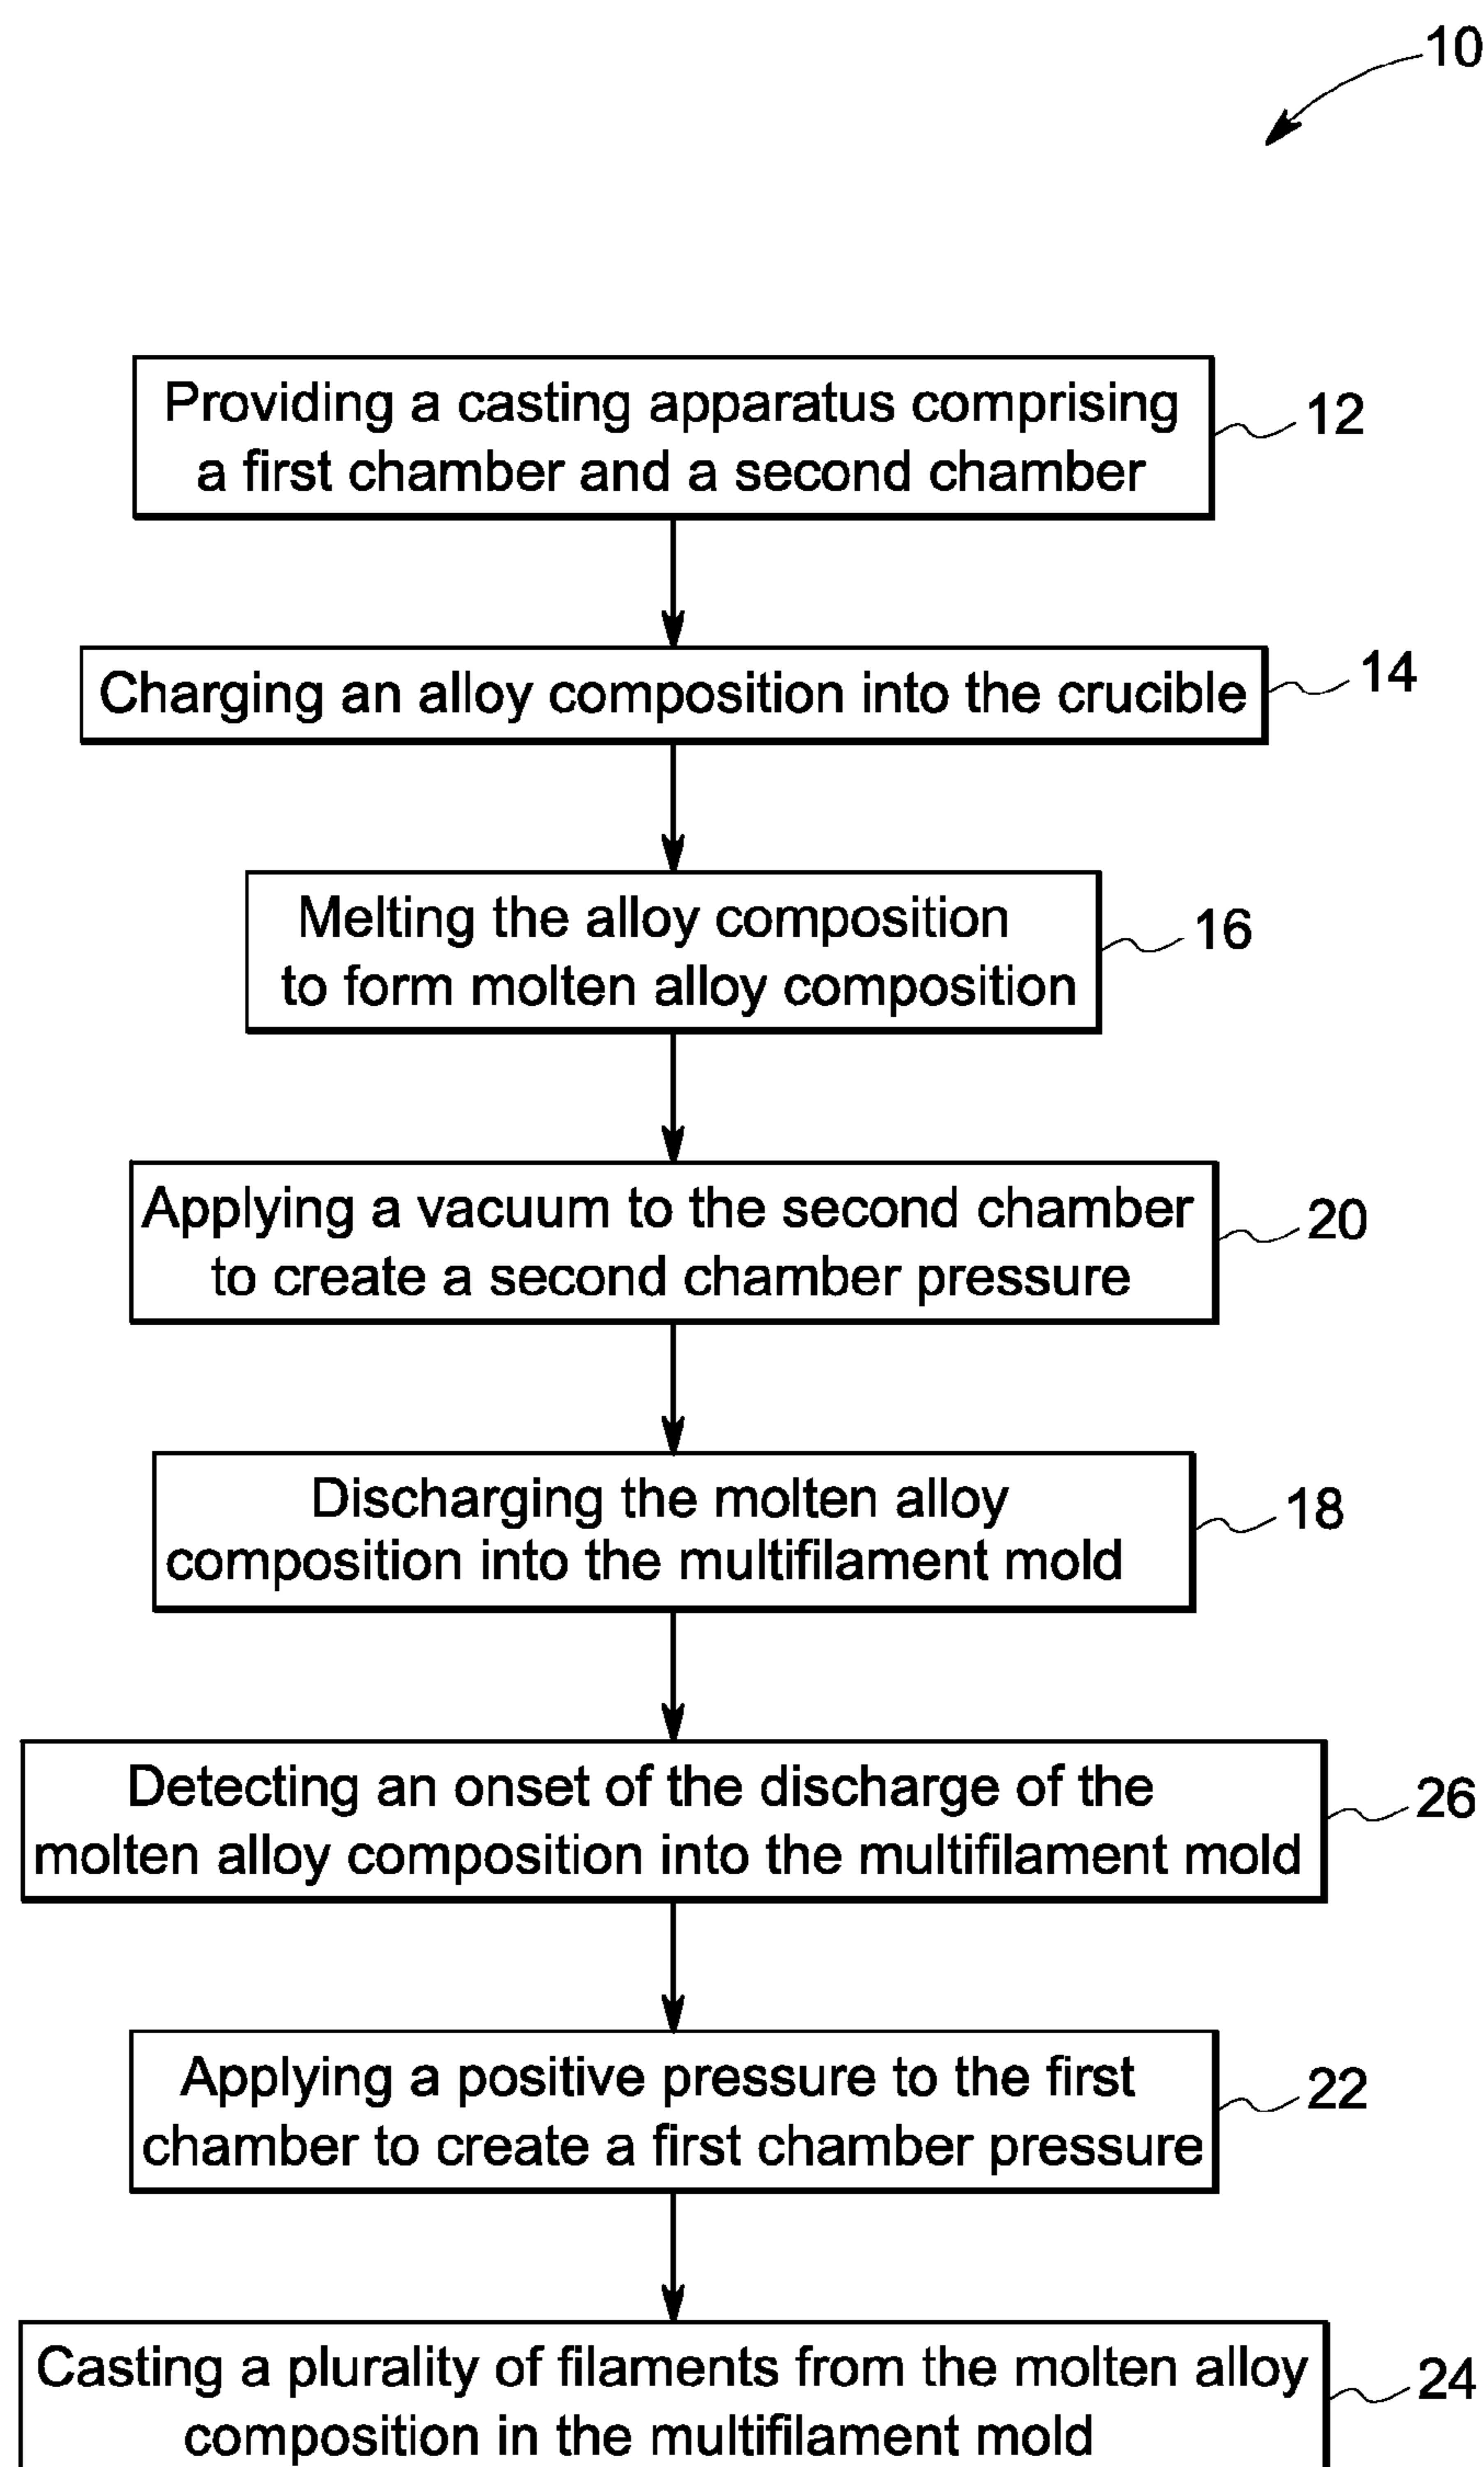 10
Providing a casting apparatus comprising
a first chamber and a second chamber
12
Charging an alloy composition into the crucible
14
Melting the alloy composition
to form molten alloy composition
16
Applying a vacuum to the second chamber
to create a second chamber pressure
20
Discharging the molten alloy
composition into the multifilament mold
18
Detecting an onset of the discharge of the
molten alloy composition into the multifilament mold
26
Applying a positive pressure to the first
chamber to create a first chamber pressure
22
Casting a plurality of filaments from the molten alloy
composition in the multifilament mold
24